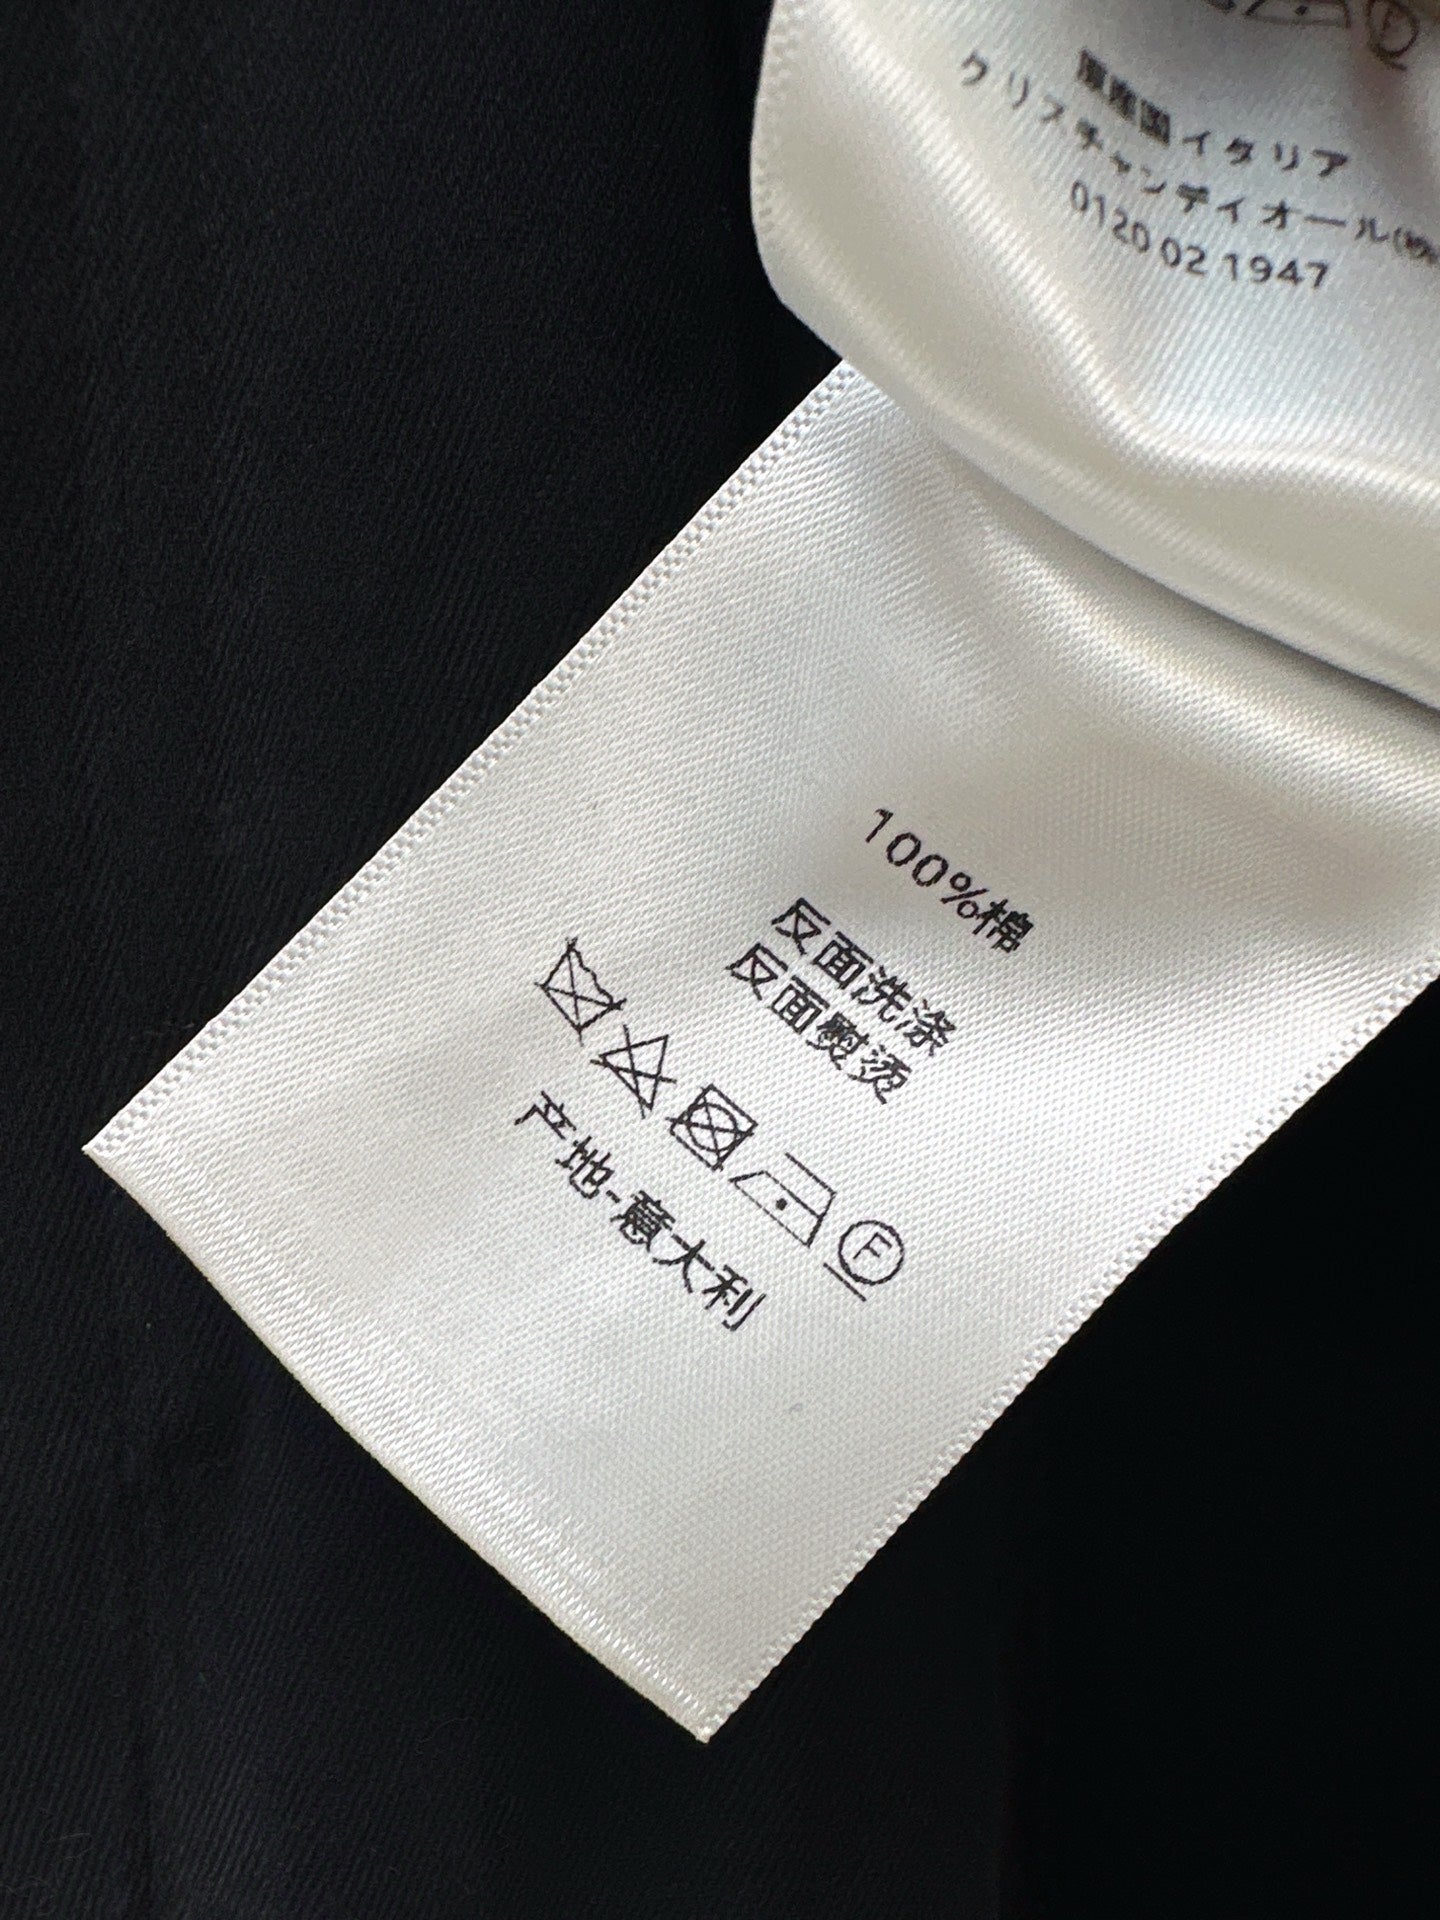 原産国イタリア
クリスチャンディオール(株
0120 02 1947
100%棉
反面洗涤
反面熨烫
F
产地-意大利